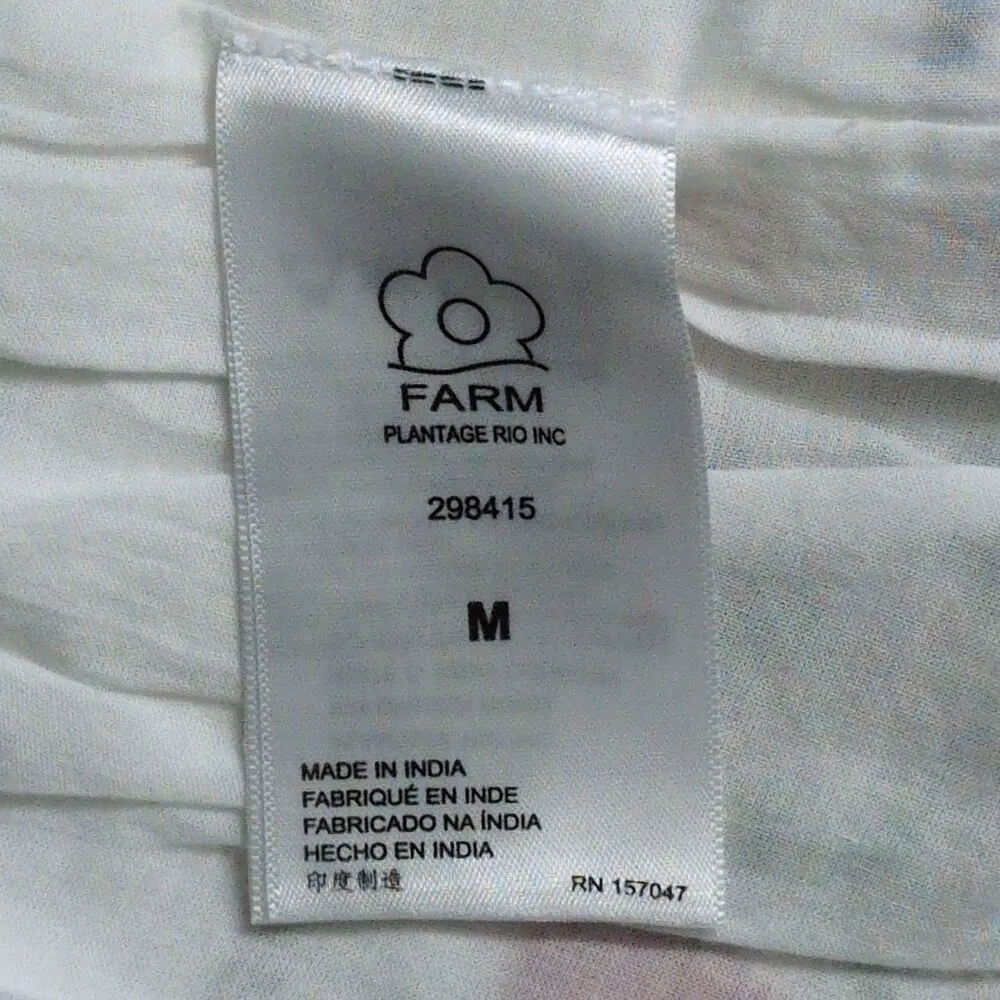 FARM
PLANTAGE RIO INC
298415
M
MADE IN INDIA
FABRIQUÉ EN INDE
FABRICADO NA ÍNDIA
HECHO EN INDIA
印度制造
RN 157047